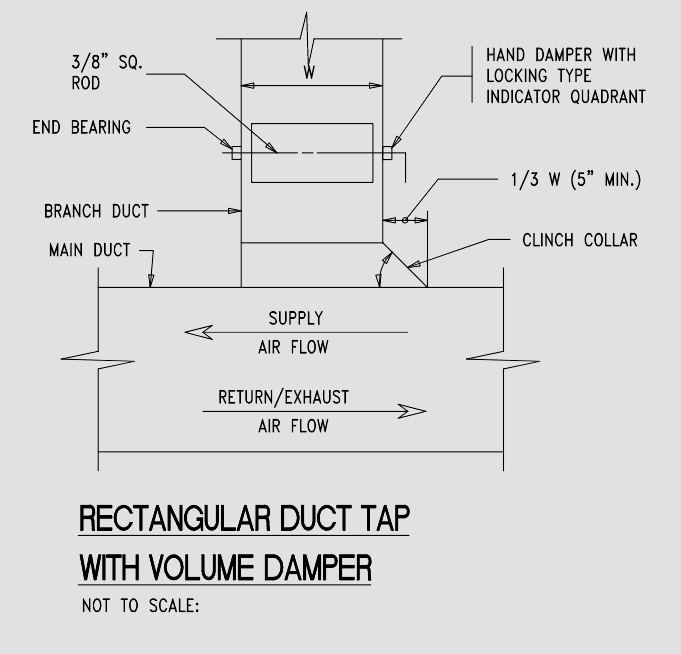 W
3/8” SQ.
ROD
HAND DAMPER WITH
LOCKING TYPE
INDICATOR QUADRANT
END BEARING
1/3 W (5” MIN.)
BRANCH DUCT
MAIN DUCT
CLINCH COLLAR
SUPPLY
AIR FLOW
RETURN/EXHAUST
AIR FLOW
RECTANGULAR DUCT TAP
WITH VOLUME DAMPER
NOT TO SCALE: